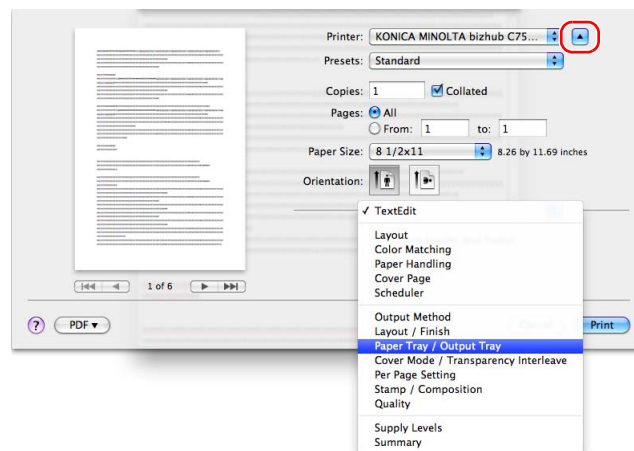 Printer: KONICA MINOLTA bizhub C75...
Presets: Standard
Copies: 1 Collated
Pages: All
From: 1 to: 1
Paper Size: 8 1/2x11 8.26 by 11.69 inches
Orientation:
✓ TextEdit
Layout
Color Matching
Paper Handling
Cover Page
Scheduler
Output Method
Layout / Finish
Paper Tray / Output Tray
Cover Mode / Transparency Interleave
Per Page Setting
Stamp / Composition
Quality
Supply Levels
Summary
1 of 6
? PDF▼ Print